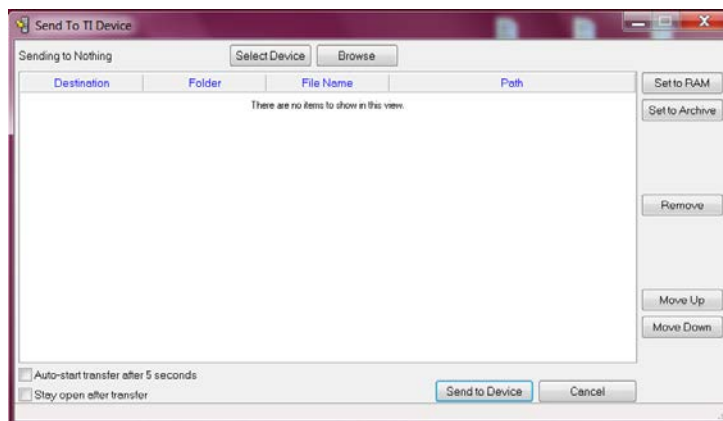 Send To TI Device
Sending to Nothing
Select Device
Browse
Destination
Folder
File Name
Path
There are no items to show in this view.
Set to RAM
Set to Archive
Remove
Move Up
Move Down
Auto-start transfer after 5 seconds
Stay open after transfer
Send to Device
Cancel